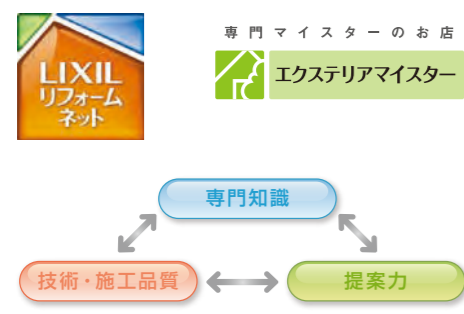 LIXIL
リフォーム
ネット
専門マイスターのお店
エクステリアマイスター
専門知識
技術・施工品質
提案力